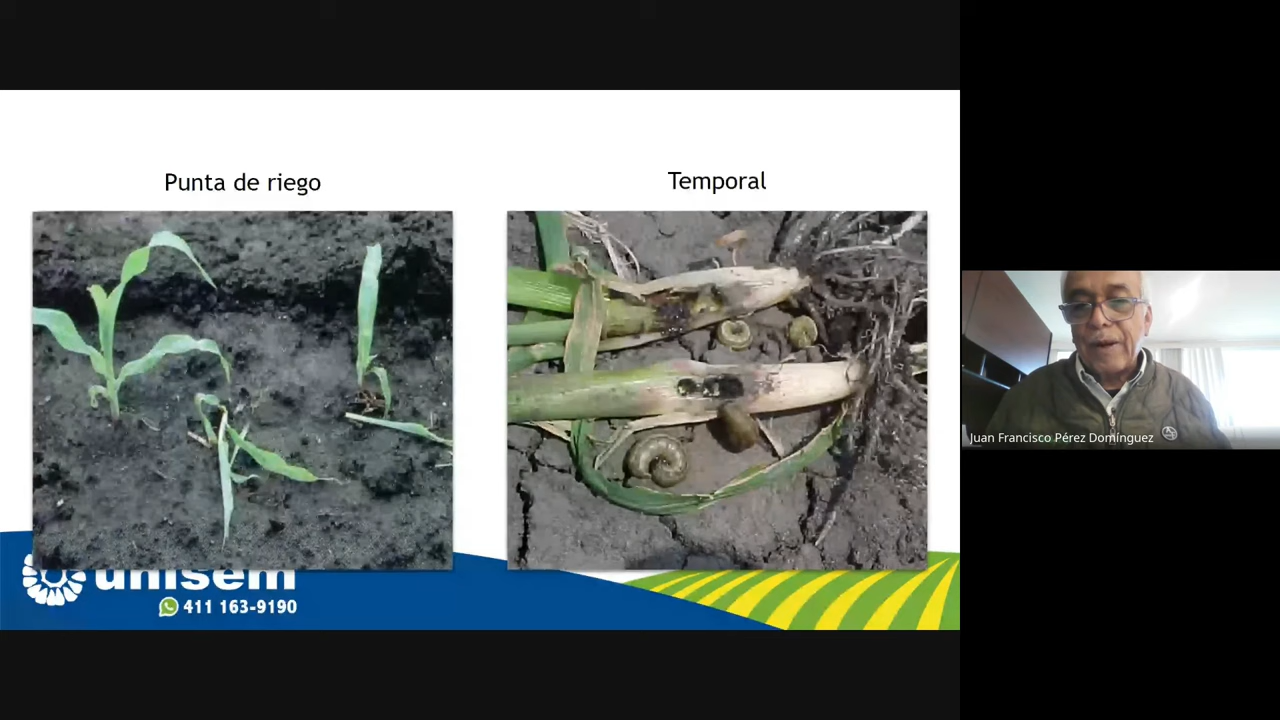 Punta de riego
Temporal
unisem
411 163-9190
Juan Francisco Pérez Domínguez